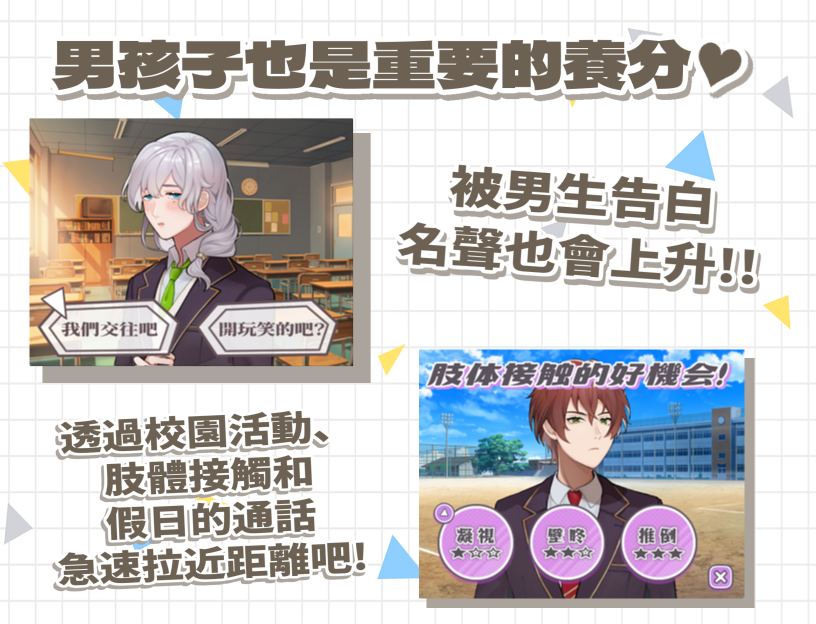 男孩子也是重要的養分♥
被男生告白
名聲也會上升!!
我們交往吧
開玩笑的吧?
肢体接触的好機会!
透過校園活動、
肢體接觸和
假日的通話
急速拉近距離吧!
凝視
★☆☆
壁咚
★★☆
推倒
★★★